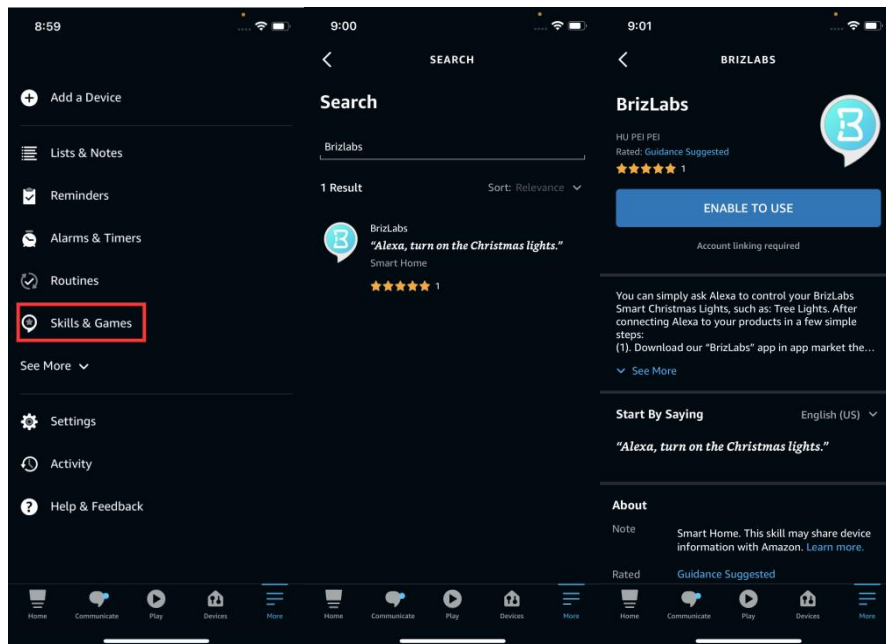 8:59
Add a Device
Lists & Notes
Reminders
Alarms & Timers
Routines
Skills & Games
See More
Settings
Activity
Help & Feedback
Home Communicate Play Devices More
9:00
SEARCH
Search
Brizlabs
1 Result Sort: Relevance
BrizLabs
“Alexa, turn on the Christmas lights.”
Smart Home
1
Home Communicate Play Devices More
9:01
BRIZLABS
BrizLabs
HU PEI PEI
Rated: Guidance Suggested
1
ENABLE TO USE
Account linking required
You can simply ask Alexa to control your BrizLabs
Smart Christmas Lights, such as: Tree Lights. After
connecting Alexa to your products in a few simple
steps:
(1). Download our “BrizLabs” app in app market the...
See More
Start By Saying English (US)
“Alexa, turn on the Christmas lights.”
About
Note Smart Home. This skill may share device
information with Amazon. Learn more.
Rated Guidance Suggested
Home Communicate Play Devices More